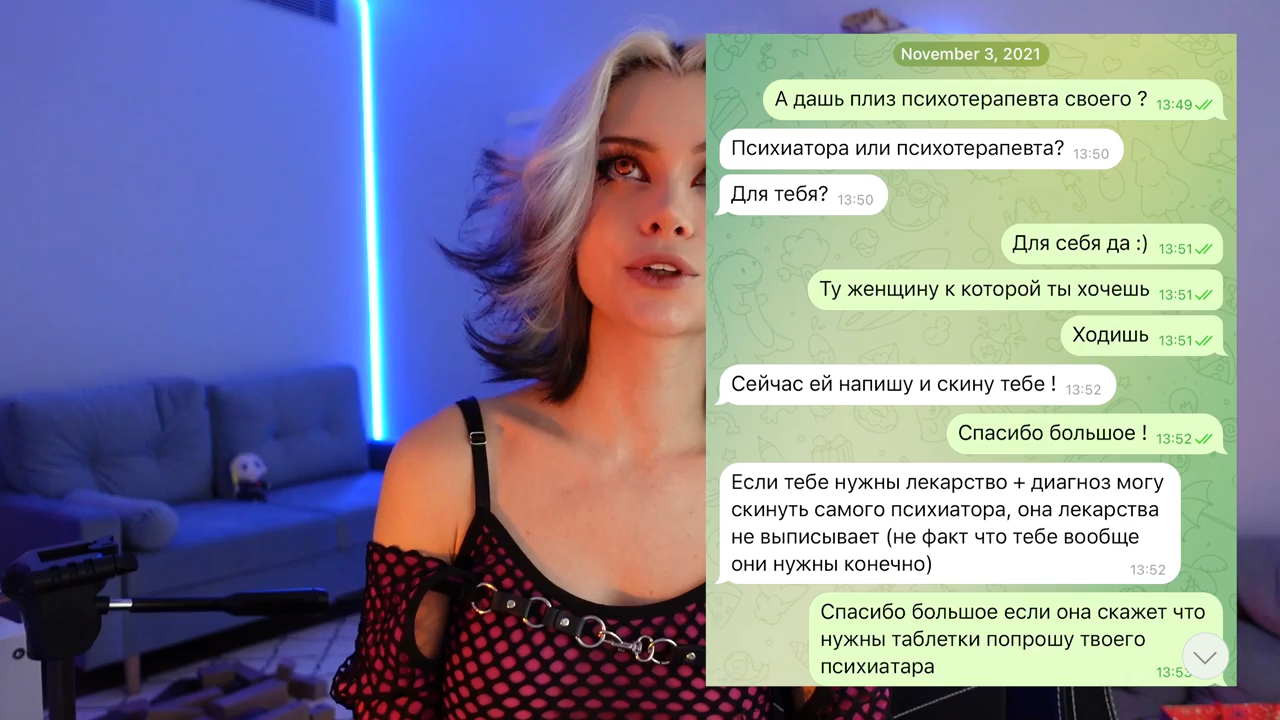 November 3, 2021
А дашь плиз психотерапевта своего ? 13:49
Психиатора или психотерапевта? 13:50
Для тебя? 13:50
Для себя да :) 13:51
Ту женщину к которой ты хочешь 13:51
Ходишь 13:51
Сейчас ей напишу и скину тебе ! 13:52
Спасибо большое ! 13:52
Если тебе нужны лекарство + диагноз могу
скинуть самого психиатора, она лекарства
не выписывает (не факт что тебе вообще
они нужны конечно) 13:52
Спасибо большое если она скажет что
нужны таблетки попрошу твоего
психиатара